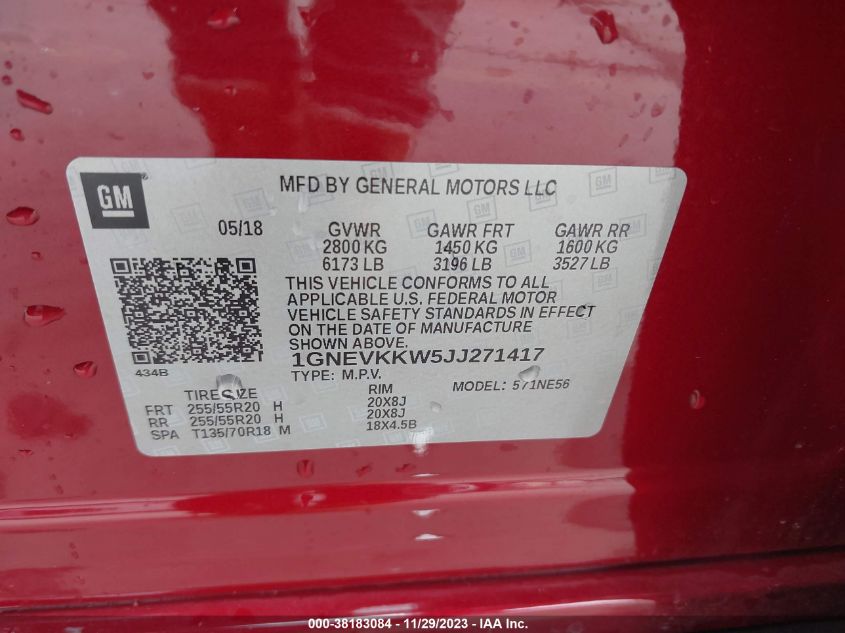 GM
MFD BY GENERAL MOTORS LLC
05/18
GVWR GAWR FRT GAWR RR
2800 KG 1450 KG 1600 KG
6173 LB 3196 LB 3527 LB
THIS VEHICLE CONFORMS TO ALL
APPLICABLE U.S. FEDERAL MOTOR
VEHICLE SAFETY STANDARDS IN EFFECT
ON THE DATE OF MANUFACTURE
SHOWN ABOVE.
434B
1GNEVKKW5JJ271417
TYPE: M.P.V. MODEL: 571NE56
TIRE SIZE RIM
FRT 255/55R20 H 20X8J
RR 255/55R20 H 20X8J
SPA T135/70R18 M 18X4.5B
000-38183084 - 11/29/2023 - IAA Inc.